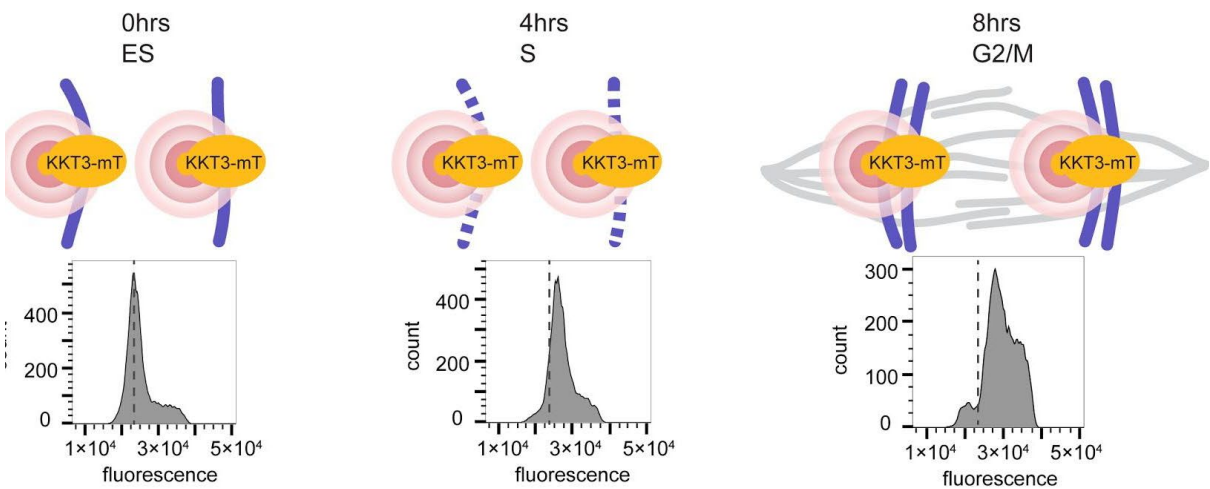 0hrs
ES
4hrs
S
8hrs
G2/M
KKT3-mT
KKT3-mT
KKT3-mT
KKT3-mT
KKT3-mT
KKT3-mT
400
200
0
1×10⁴ 3×10⁴ 5×10⁴
fluorescence
count
400
200
0
1×10⁴ 3×10⁴ 5×10⁴
fluorescence
count
300
200
100
0
1×10⁴ 3×10⁴ 5×10⁴
fluorescence